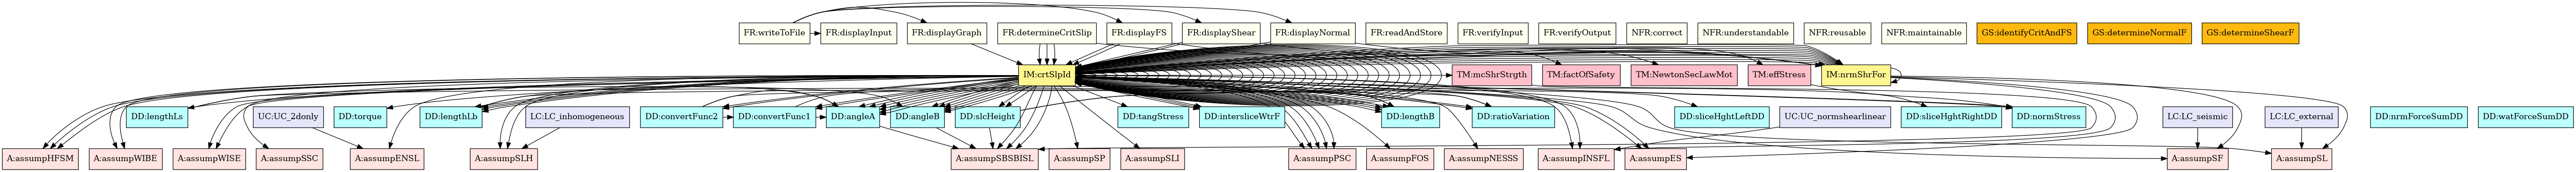 FR:writeToFile
FR:displayInput
FR:displayGraph
FR:determineCritSlip
FR:displayFS
FR:displayShear
FR:displayNormal
FR:readAndStore
FR:verifyInput
FR:verifyOutput
NFR:correct
NFR:understandable
NFR:reusable
NFR:maintainable
GS:identifyCritAndFS
GS:determineNormalF
GS:determineShearF
IM:crtSlpId
TM:mcShrStrgth
TM:factOfSafety
TM:NewtonSecLawMot
TM:effStress
IM:nrmShrFor
DD:lengthLs
UC:UC_2donly
DD:torque
DD:lengthLb
LC:LC_inhomogeneous
DD:convertFunc2
DD:convertFunc1
DD:angleA
DD:angleB
DD:slcHeight
DD:tangStress
DD:intersliceWtrF
DD:lengthB
DD:ratioVariation
DD:sliceHghtLeftDD
UC:UC_normshearlinear
DD:sliceHghtRightDD
DD:normStress
LC:LC_seismic
LC:LC_external
DD:nrmForceSumDD
DD:watForceSumDD
A:assumpHFSM
A:assumpWIBE
A:assumpWISE
A:assumpSSC
A:assumpENSL
A:assumpSLH
A:assumpSBSBISL
A:assumpSP
A:assumpSLI
A:assumpPSC
A:assumpFOS
A:assumpNESSS
A:assumpINSFL
A:assumpES
A:assumpSF
A:assumpSL